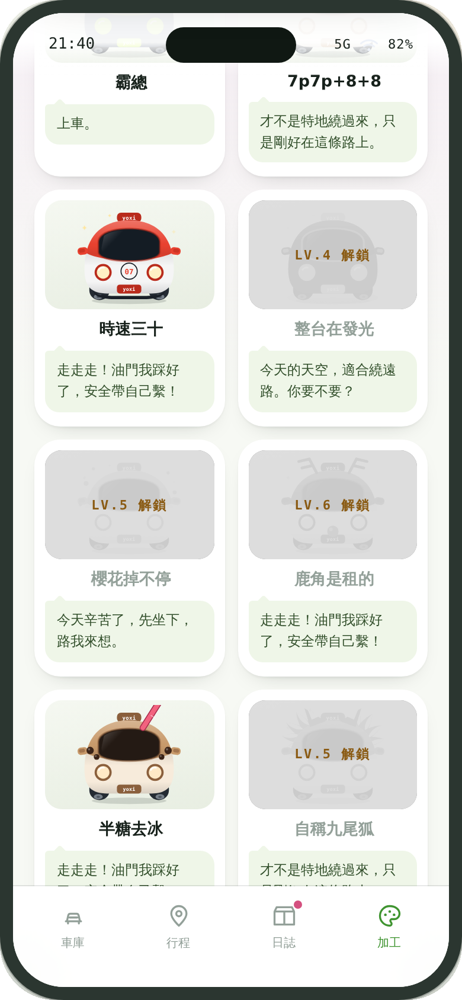 21:40
5G
82%
霸總
上車。
7p7p+8+8
才不是特地繞過來，只
是剛好在這條路上。
yoxi
07
yoxi
時速三十
走走走！油門我踩好
了，安全帶自己繫！
LV.4 解鎖
整台在發光
今天的天空，適合繞遠
路。你要不要？
yoxi
LV.5 解鎖
yoxi
櫻花掉不停
今天辛苦了，先坐下，
路我來想。
yoxi
LV.6 解鎖
yoxi
鹿角是租的
走走走！油門我踩好
了，安全帶自己繫！
yoxi
yoxi
半糖去冰
走走走！油門我踩好
yoxi
LV.5 解鎖
yoxi
自稱九尾狐
才不是特地繞過來，只
車庫
行程
日誌
加工